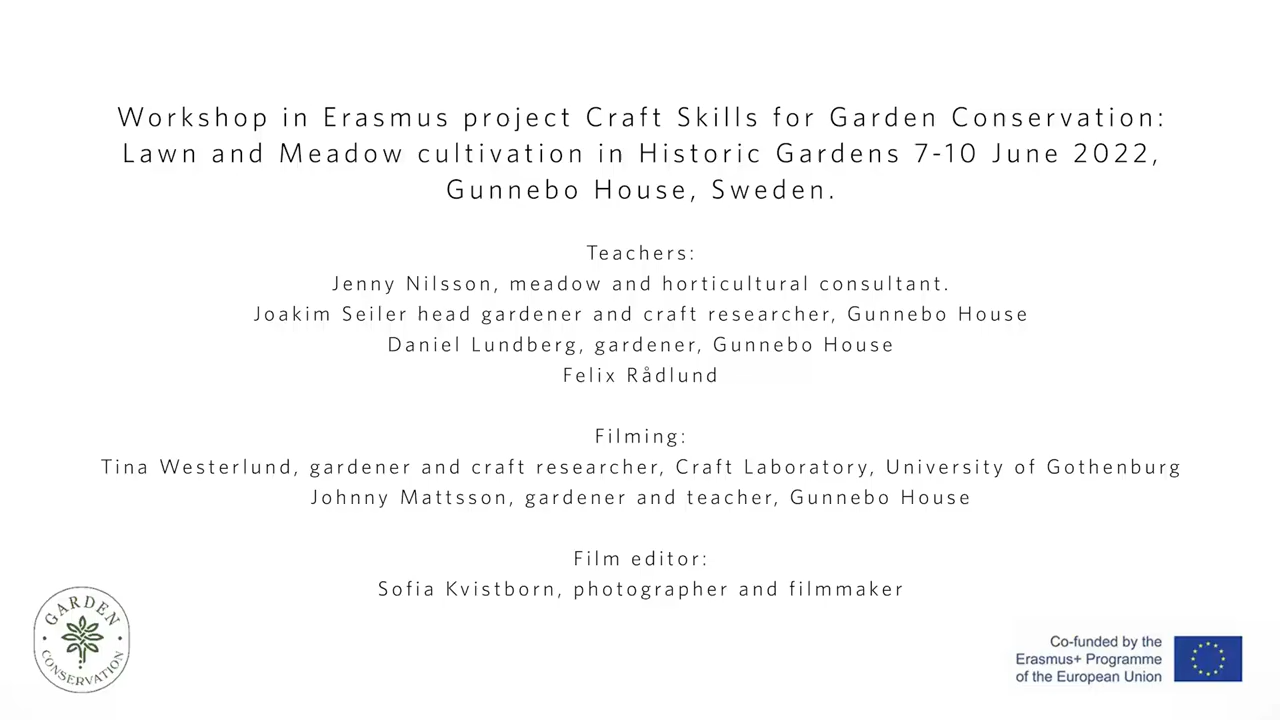 Workshop in Erasmus project Craft Skills for Garden Conservation:
Lawn and Meadow cultivation in Historic Gardens 7-10 June 2022,
Gunnebo House, Sweden.
Teachers:
Jenny Nilsson, meadow and horticultural consultant.
Joakim Seiler head gardener and craft researcher, Gunnebo House
Daniel Lundberg, gardener, Gunnebo House
Felix Rådlund
Filming:
Tina Westerlund, gardener and craft researcher, Craft Laboratory, University of Gothenburg
Johnny Mattsson, gardener and teacher, Gunnebo House
Film editor:
Sofia Kvistborn, photographer and filmmaker
GARDEN
CONSERVATION
Co-funded by the
Erasmus+ Programme
of the European Union